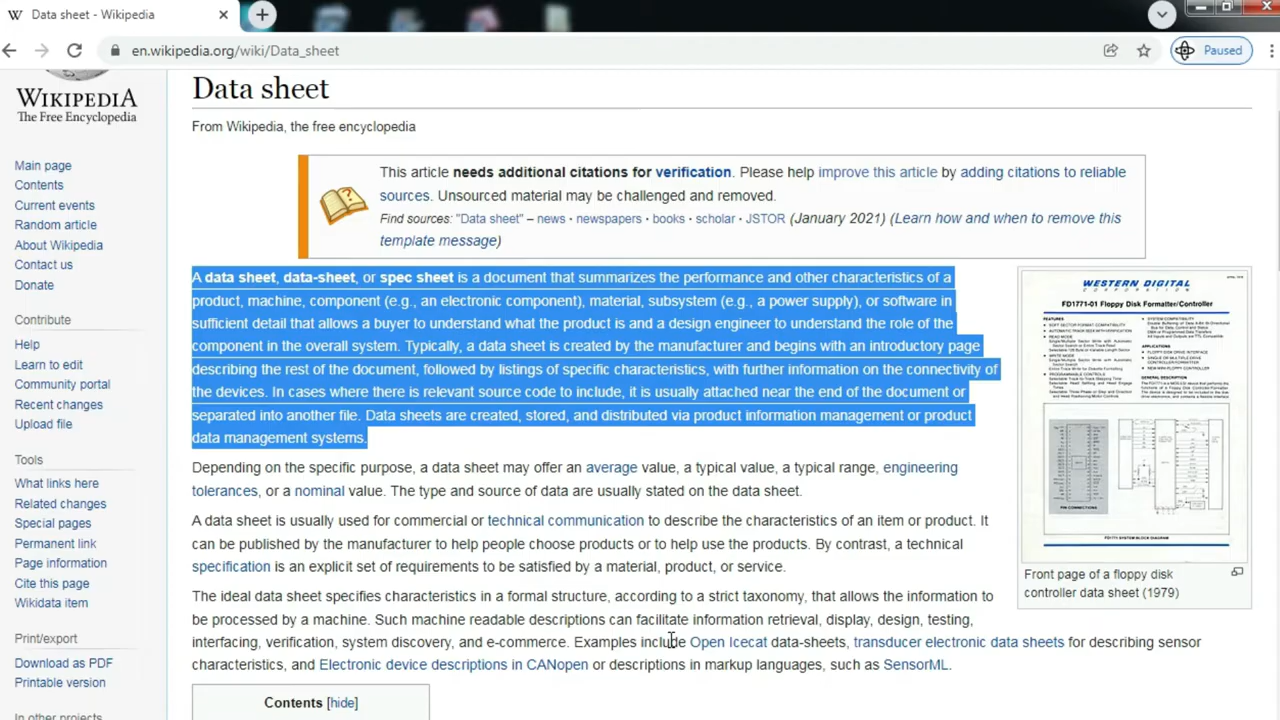 Data sheet - Wikipedia
en.wikipedia.org/wiki/Data_sheet
Paused
WIKIPEDIA
The Free Encyclopedia
Main page
Contents
Current events
Random article
About Wikipedia
Contact us
Donate
Contribute
Help
Learn to edit
Community portal
Recent changes
Upload file
Tools
What links here
Related changes
Special pages
Permanent link
Page information
Cite this page
Wikidata item
Print/export
Download as PDF
Printable version
In other projects
Data sheet
From Wikipedia, the free encyclopedia
This article needs additional citations for verification. Please help improve this article by adding citations to reliable
sources. Unsourced material may be challenged and removed.
Find sources: "Data sheet" – news · newspapers · books · scholar · JSTOR (January 2021) (Learn how and when to remove this
template message)
A data sheet, data-sheet, or spec sheet is a document that summarizes the performance and other characteristics of a
product, machine, component (e.g., an electronic component), material, subsystem (e.g., a power supply), or software in
sufficient detail that allows a buyer to understand what the product is and a design engineer to understand the role of the
component in the overall system. Typically, a datasheet is created by the manufacturer and begins with an introductory page
describing the rest of the document, followed by listings of specific characteristics, with further information on the connectivity of
the devices. In cases where there is relevant source code to include, it is usually attached near the end of the document or
separated into another file. Data sheets are created, stored, and distributed via product information management or product
data management systems.
Depending on the specific purpose, a data sheet may offer an average value, a typical value, a typical range, engineering
tolerances, or a nominal value. The type and source of data are usually stated on the data sheet.
A data sheet is usually used for commercial or technical communication to describe the characteristics of an item or product. It
can be published by the manufacturer to help people choose products or to help use the products. By contrast, a technical
specification is an explicit set of requirements to be satisfied by a material, product, or service.
The ideal data sheet specifies characteristics in a formal structure, according to a strict taxonomy, that allows the information to
be processed by a machine. Such machine readable descriptions can facilitate information retrieval, display, design, testing,
interfacing, verification, system discovery, and e-commerce. Examples include Open Icecat data-sheets, transducer electronic data sheets for describing sensor
characteristics, and Electronic device descriptions in CANopen or descriptions in markup languages, such as SensorML.
Contents [hide]
WESTERN DIGITAL
CORPORATION
FD1771-01 Floppy Disk Formatter/Controller
FEATURES
APPLICATIONS
GENERAL DESCRIPTION
PIN CONNECTIONS
FD1771 SYSTEM BLOCK DIAGRAM
Front page of a floppy disk
controller data sheet (1979)